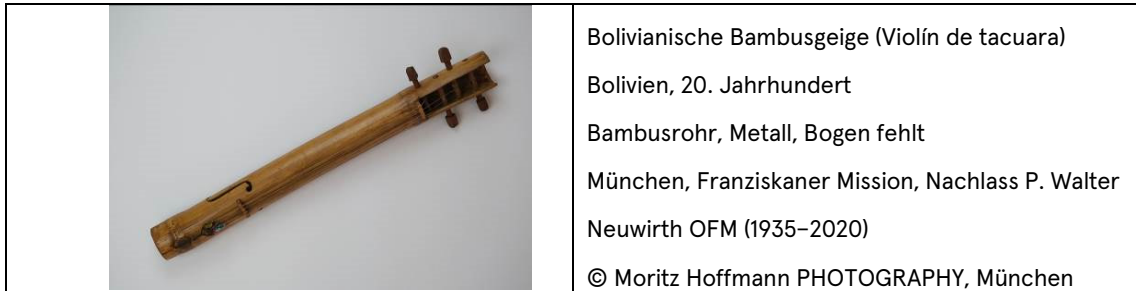 Bolivianische Bambusgeige (Violín de tacuara)
Bolivien, 20. Jahrhundert
Bambusrohr, Metall, Bogen fehlt
München, Franziskaner Mission, Nachlass P. Walter
Neuwirth OFM (1935–2020)
© Moritz Hoffmann PHOTOGRAPHY, München